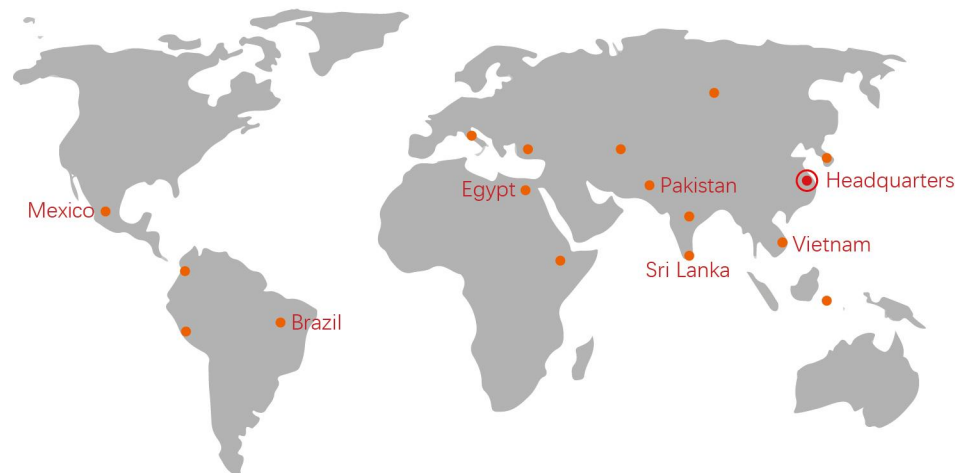 Egypt
Pakistan
Headquarters
Mexico
Vietnam
Sri Lanka
Brazil